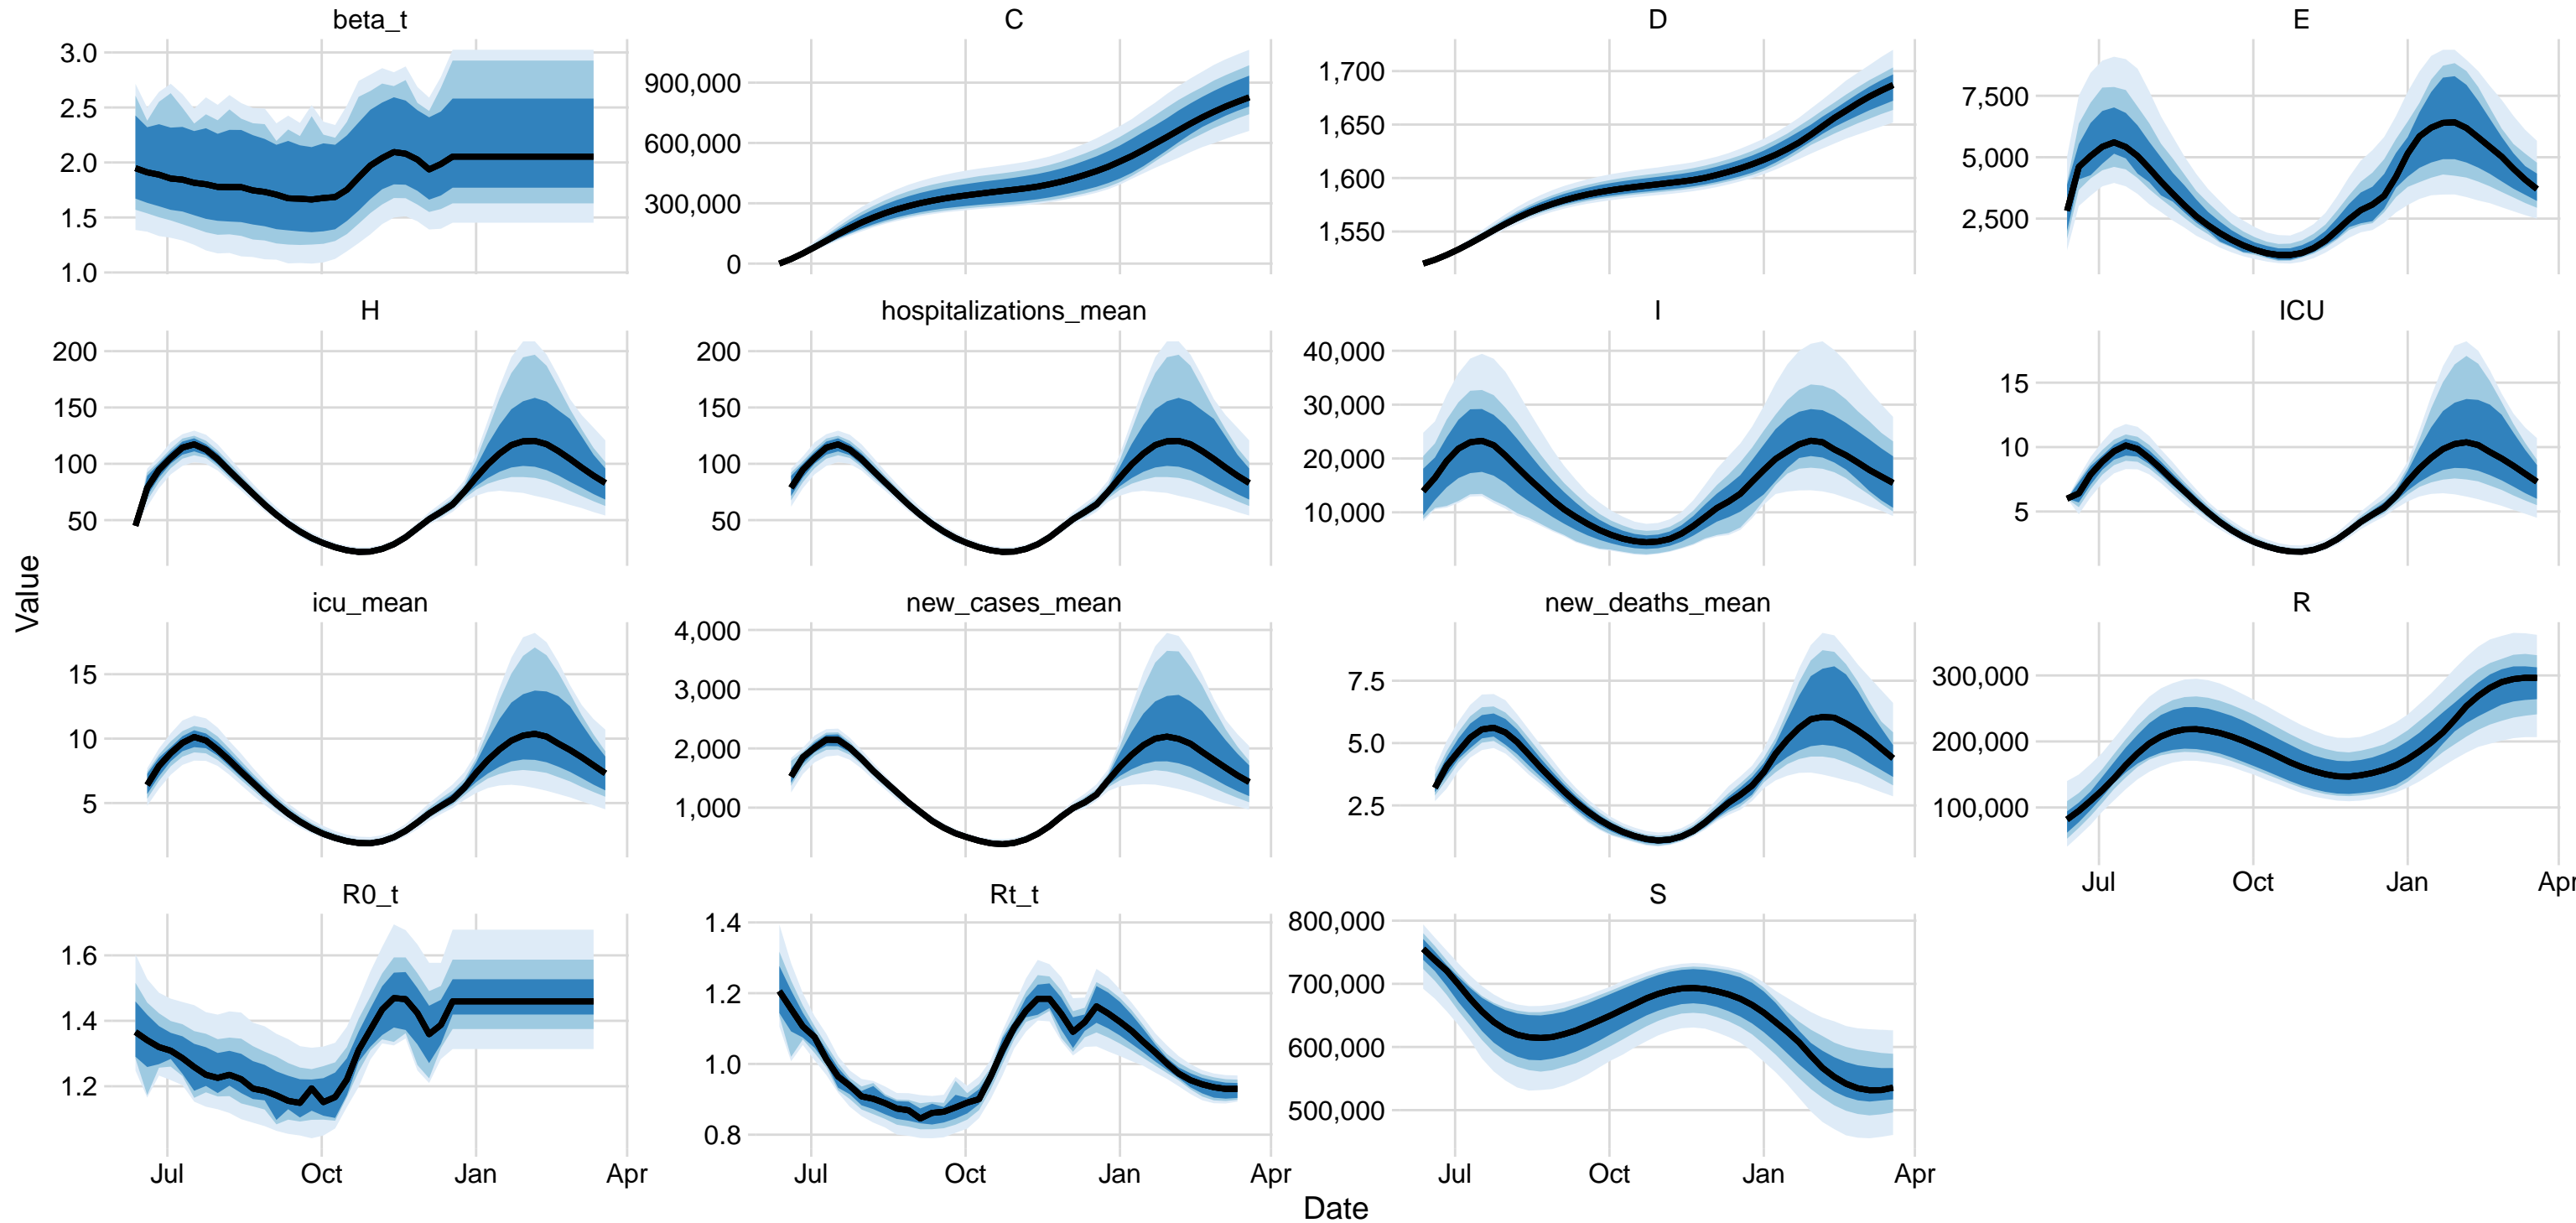 beta_t
C
D
E
3.0
2.5
2.0
1.5
1.0
900,000
600,000
300,000
0
1,700
1,650
1,600
1,550
7,500
5,000
2,500
H
hospitalizations_mean
I
ICU
200
150
100
50
200
150
100
50
40,000
30,000
20,000
10,000
15
10
5
Value
icu_mean
new_cases_mean
new_deaths_mean
R
15
10
5
4,000
3,000
2,000
1,000
7.5
5.0
2.5
300,000
200,000
100,000
Jul Oct Jan Apr
R0_t
Rt_t
S
1.6
1.4
1.2
1.4
1.2
1.0
0.8
800,000
700,000
600,000
500,000
Jul Oct Jan Apr
Jul Oct Jan Apr
Jul Oct Jan Apr
Date